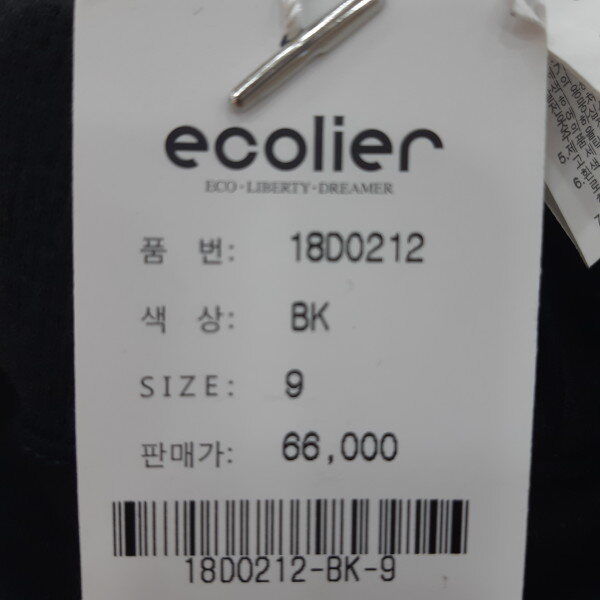 ecolier
ECO·LIBERTY·DREAMER
품 번: 18D0212
색 상: BK
SIZE: 9
판매가: 66,000
18D0212-BK-9